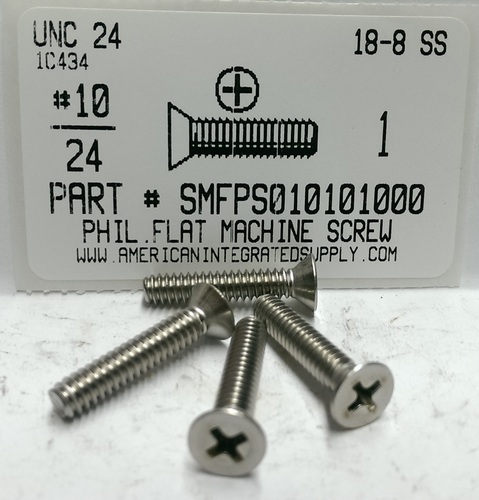 UNC 24 18-8 SS
1C434
#10
24 1
PART # SMFPS010101000
PHIL.FLAT MACHINE SCREW
WWW.AMERICANINTEGRATEDSUPPLY.COM